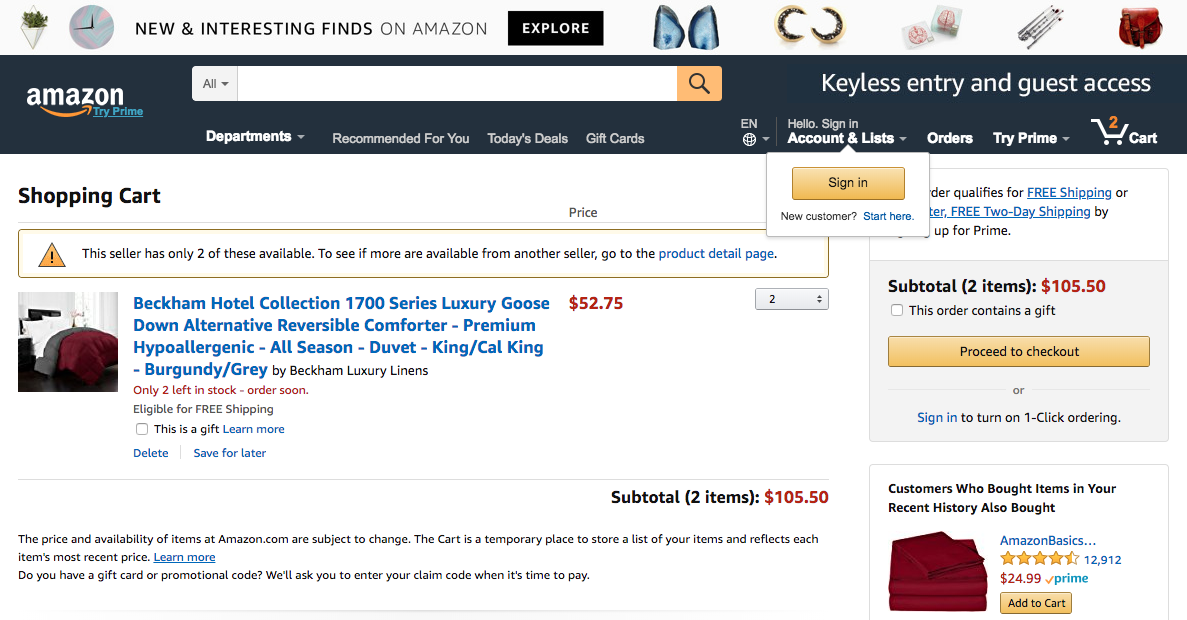 NEW & INTERESTING FINDS ON AMAZON
EXPLORE
amazon
Try Prime
All
Keyless entry and guest access
Departments
Recommended For You
Today's Deals
Gift Cards
EN
Hello. Sign in
Account & Lists
Orders
Try Prime
2
Cart
Sign in
New customer? Start here.
Shopping Cart
Price
This seller has only 2 of these available. To see if more are available from another seller, go to the product detail page.
Beckham Hotel Collection 1700 Series Luxury Goose
Down Alternative Reversible Comforter - Premium
Hypoallergenic - All Season - Duvet - King/Cal King
- Burgundy/Grey by Beckham Luxury Linens
$52.75
2
Only 2 left in stock - order soon.
Eligible for FREE Shipping
This is a gift Learn more
Delete
Save for later
Subtotal (2 items): $105.50
The price and availability of items at Amazon.com are subject to change. The Cart is a temporary place to store a list of your items and reflects each
item's most recent price. Learn more
Do you have a gift card or promotional code? We'll ask you to enter your claim code when it's time to pay.
qualifies for FREE Shipping or
FREE Two-Day Shipping by
up for Prime.
Subtotal (2 items): $105.50
This order contains a gift
Proceed to checkout
or
Sign in to turn on 1-Click ordering.
Customers Who Bought Items in Your
Recent History Also Bought
AmazonBasics...
12,912
$24.99 prime
Add to Cart